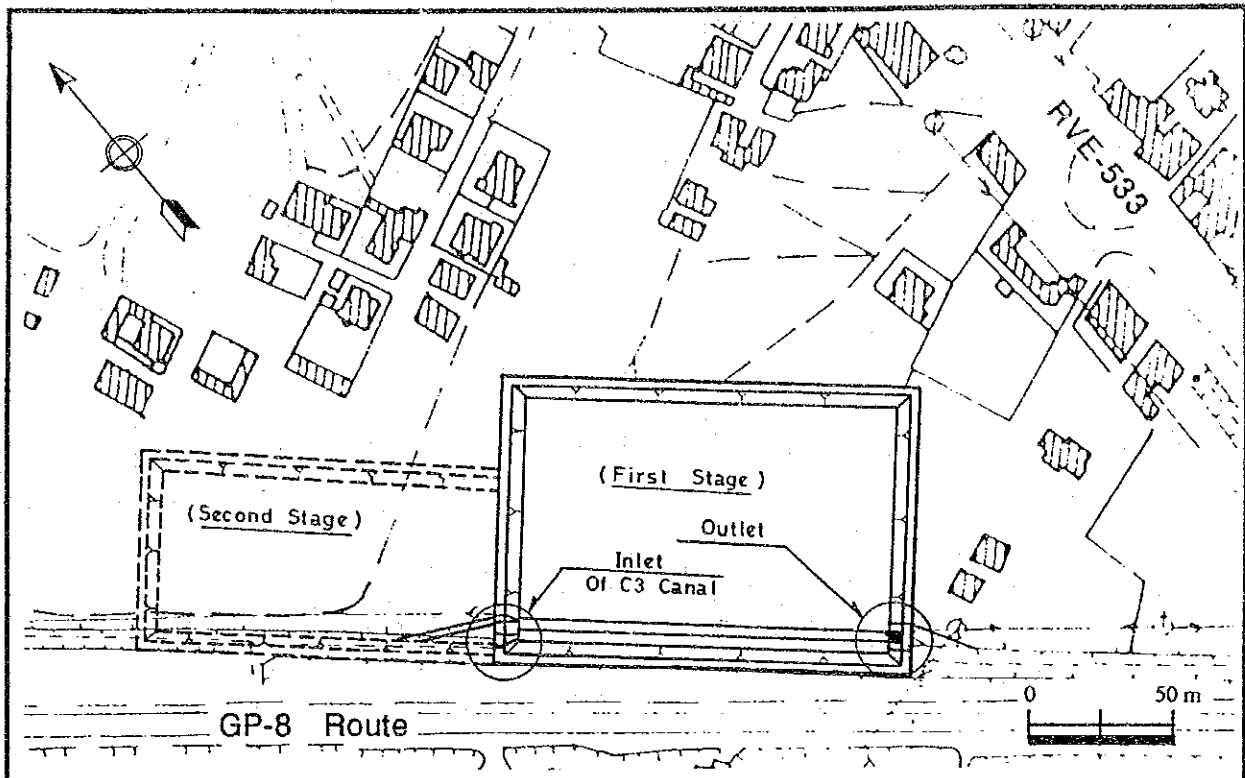 RVE-533
(First Stage)
(Second Stage)
Outlet
Inlet
Of C3 Canal
0 50 m
GP-8 Route